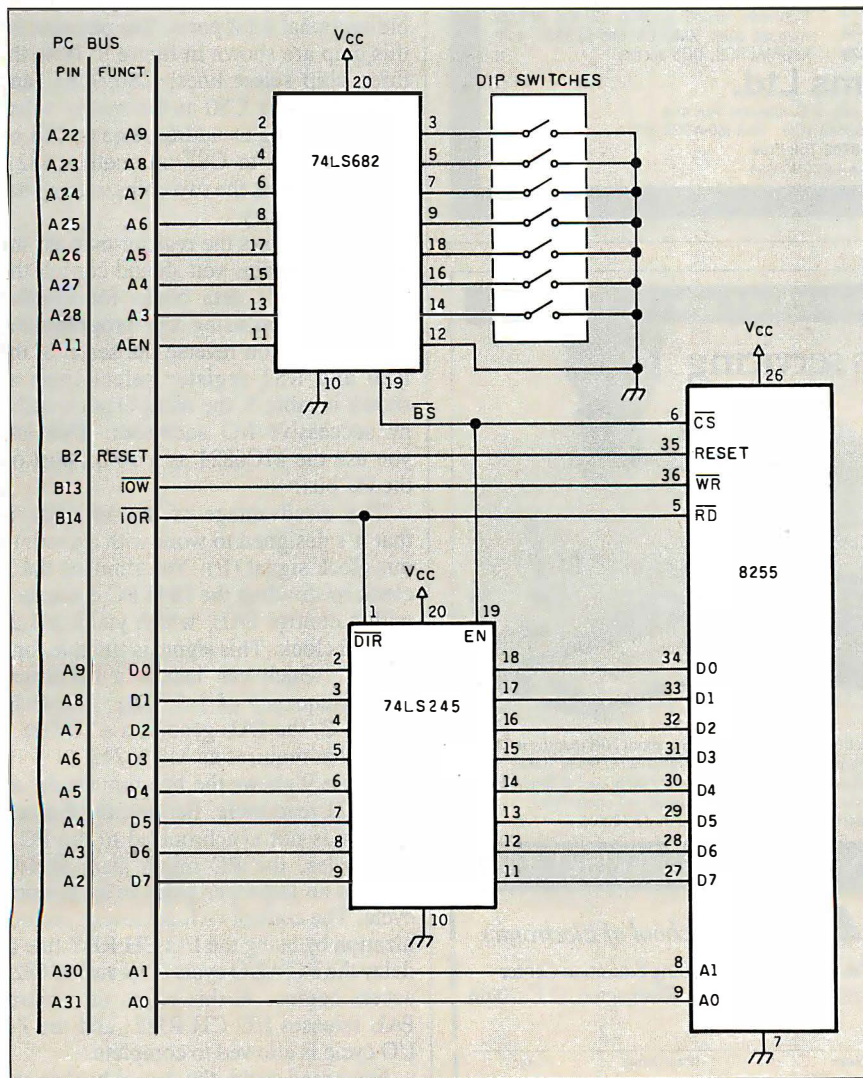 PC BUS
PIN FUNCT.
VCC
20
DIP SWITCHES
74LS682
A22 A9 2 3
A23 A8 4 5
A24 A7 6 7
A25 A6 8 9
A26 A5 17 18
A27 A4 15 16
A28 A3 13 14
A11 AEN 11 12
10 19
VCC
26
BS
6 CS
B2 RESET 35 RESET
B13 IOW 36 WR
B14 IOR 5 RD
8255
VCC
1 20 19
DIR EN
74LS245
A9 D0 2 18 34 D0
A8 D1 3 17 33 D1
A7 D2 4 16 32 D2
A6 D3 5 15 31 D3
A5 D4 6 14 30 D4
A4 D5 7 13 29 D5
A3 D6 8 12 28 D6
A2 D7 9 11 27 D7
10
A30 A1 8 A1
A31 A0 9 A0
7